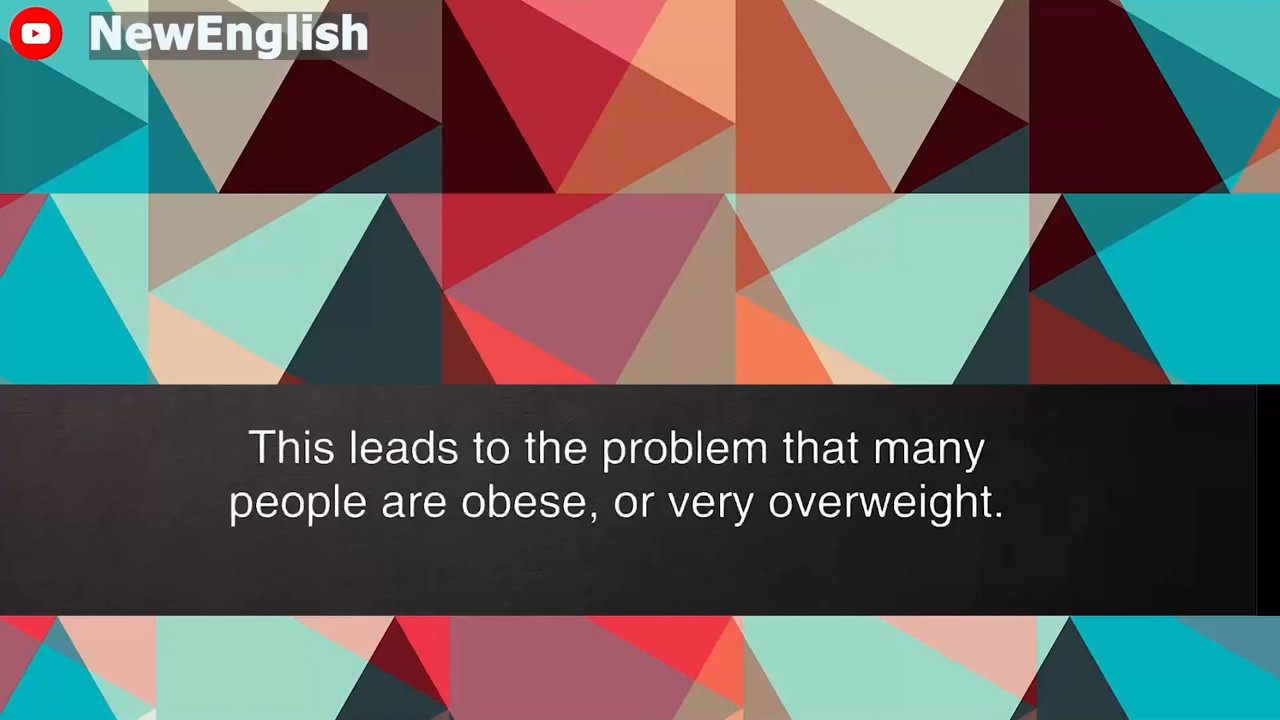 NewEnglish
This leads to the problem that many
people are obese, or very overweight.